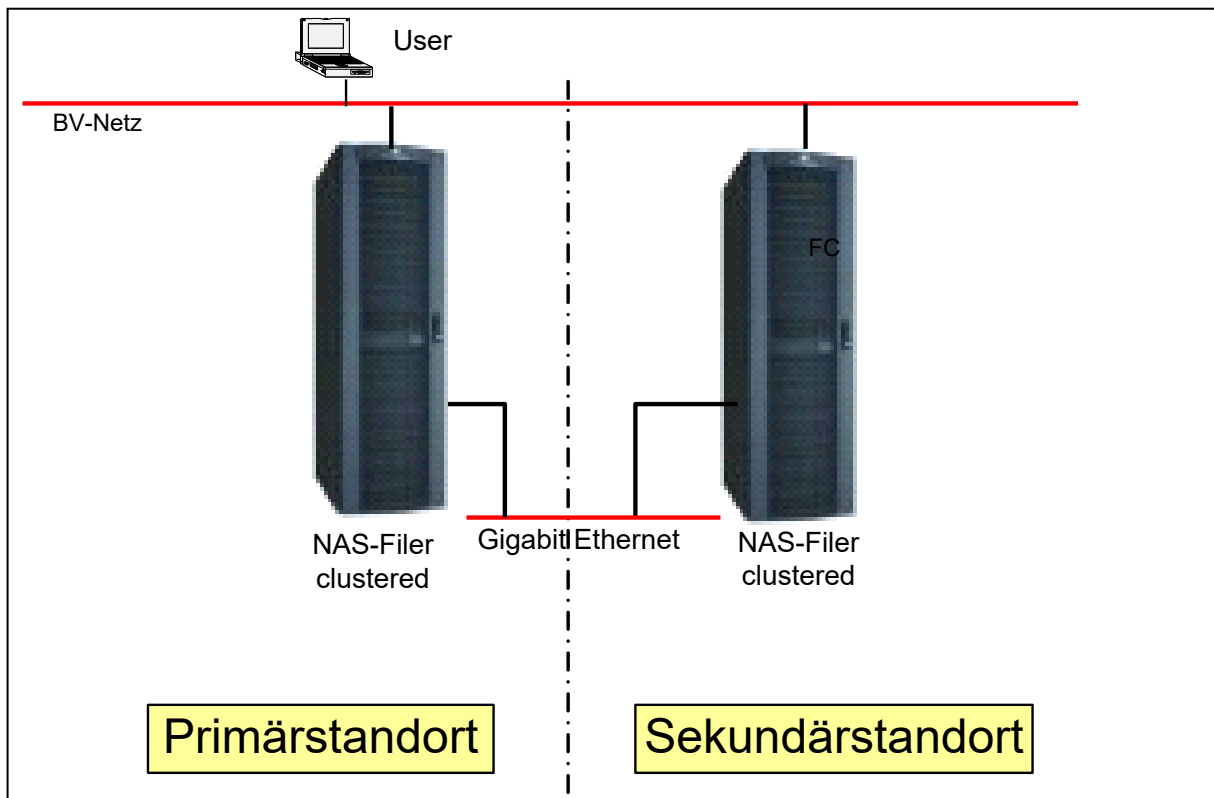 User
BV-Netz
FC
Gigabit Ethernet
NAS-Filer
clustered
NAS-Filer
clustered
Primärstandort
Sekundärstandort